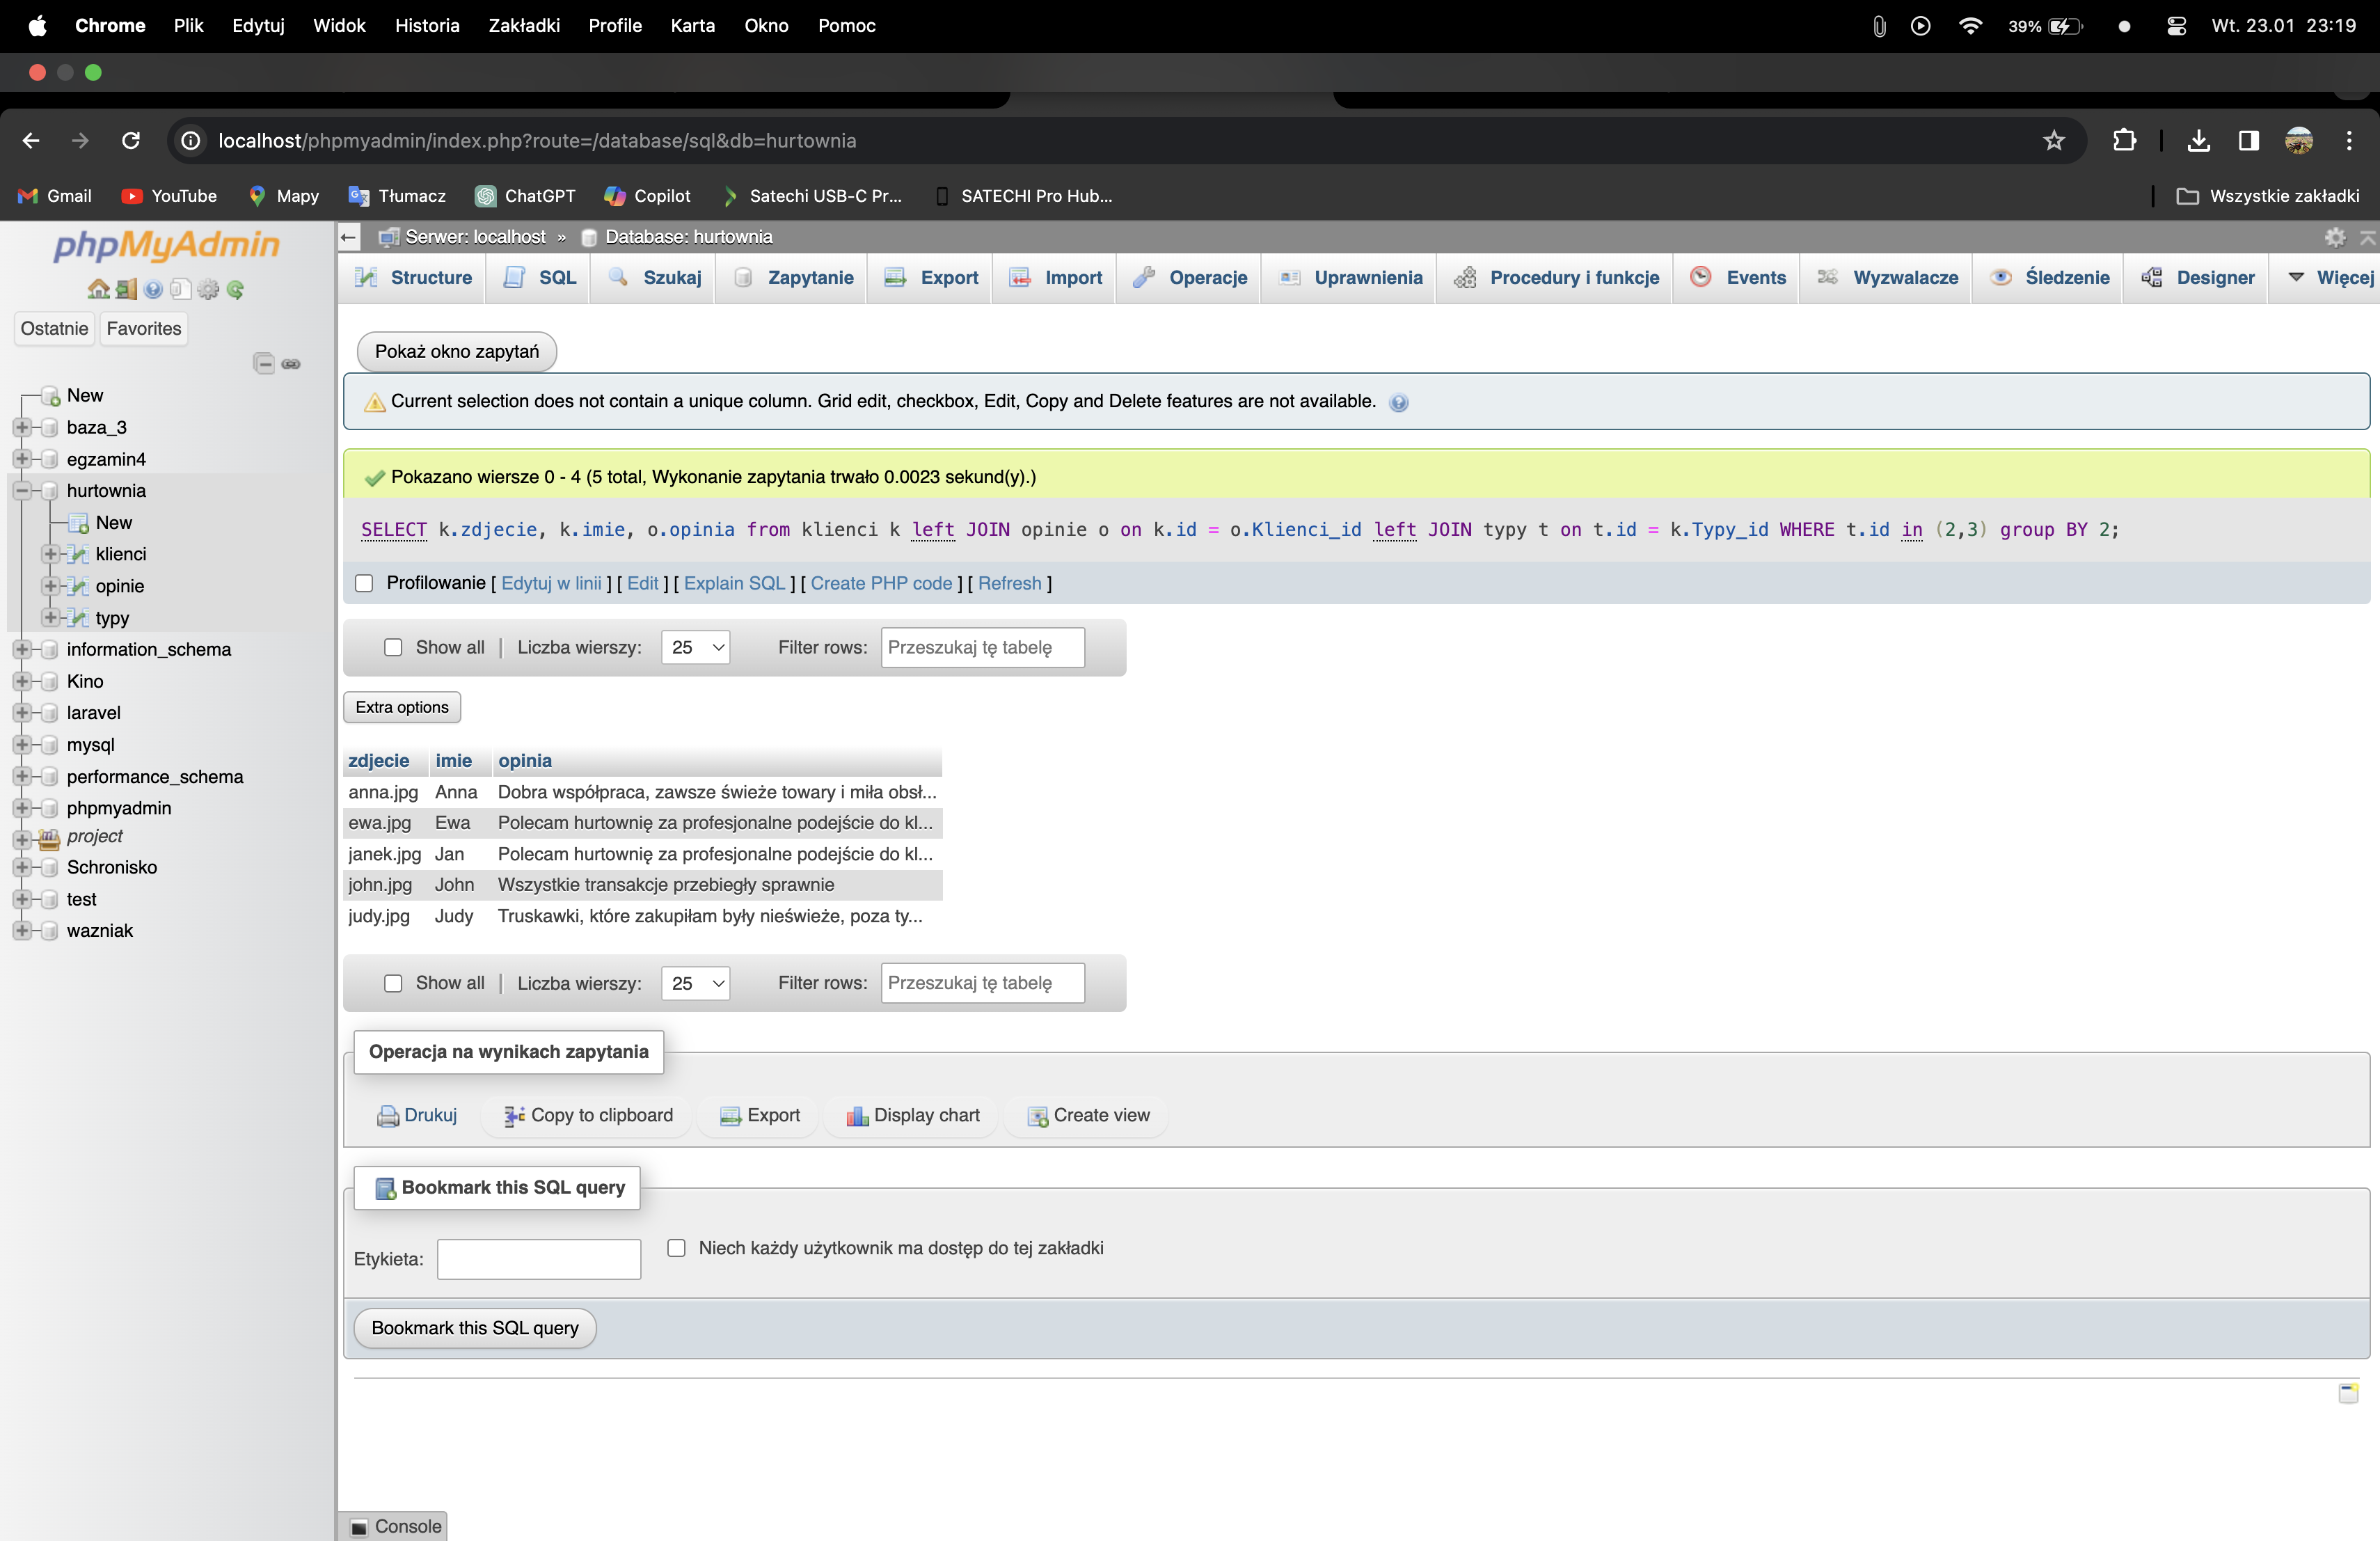 Chrome Plik Edytuj Widok Historia Zakładki Profile Karta Okno Pomoc 39% Wt. 23.01 23:19
localhost/phpmyadmin/index.php?route=/database/sql&db=hurtownia
Gmail YouTube Mapy Tłumacz ChatGPT Copilot Satechi USB-C Pr... SATECHI Pro Hub... Wszystkie zakładki
phpMyAdmin
Ostatnie Favorites
New
baza_3
egzamin4
hurtownia
New
klienci
opinie
typy
information_schema
Kino
laravel
mysql
performance_schema
phpmyadmin
project
Schronisko
test
wazniak
Serwer: localhost » Database: hurtownia
Structure SQL Szukaj Zapytanie Export Import Operacje Uprawnienia Procedury i funkcje Events Wyzwalacze Śledzenie Designer Więcej
Pokaż okno zapytań
Current selection does not contain a unique column. Grid edit, checkbox, Edit, Copy and Delete features are not available.
Pokazano wiersze 0 - 4 (5 total, Wykonanie zapytania trwało 0.0023 sekund(y).)
SELECT k.zdjecie, k.imie, o.opinia from klienci k left JOIN opinie o on k.id = o.Klienci_id left JOIN typy t on t.id = k.Typy_id WHERE t.id in (2,3) group BY 2;
Profilowanie [ Edytuj w linii ] [ Edit ] [ Explain SQL ] [ Create PHP code ] [ Refresh ]
Show all | Liczba wierszy: 25 Filter rows: Przeszukaj tę tabelę
Extra options
zdjecie imie opinia
anna.jpg Anna Dobra współpraca, zawsze świeże towary i miła obsł...
ewa.jpg Ewa Polecam hurtownię za profesjonalne podejście do kl...
janek.jpg Jan Polecam hurtownię za profesjonalne podejście do kl...
john.jpg John Wszystkie transakcje przebiegły sprawnie
judy.jpg Judy Truskawki, które zakupiłam były nieświeże, poza ty...
Show all | Liczba wierszy: 25 Filter rows: Przeszukaj tę tabelę
Operacja na wynikach zapytania
Drukuj Copy to clipboard Export Display chart Create view
Bookmark this SQL query
Etykieta: Niech każdy użytkownik ma dostęp do tej zakładki
Bookmark this SQL query
Console